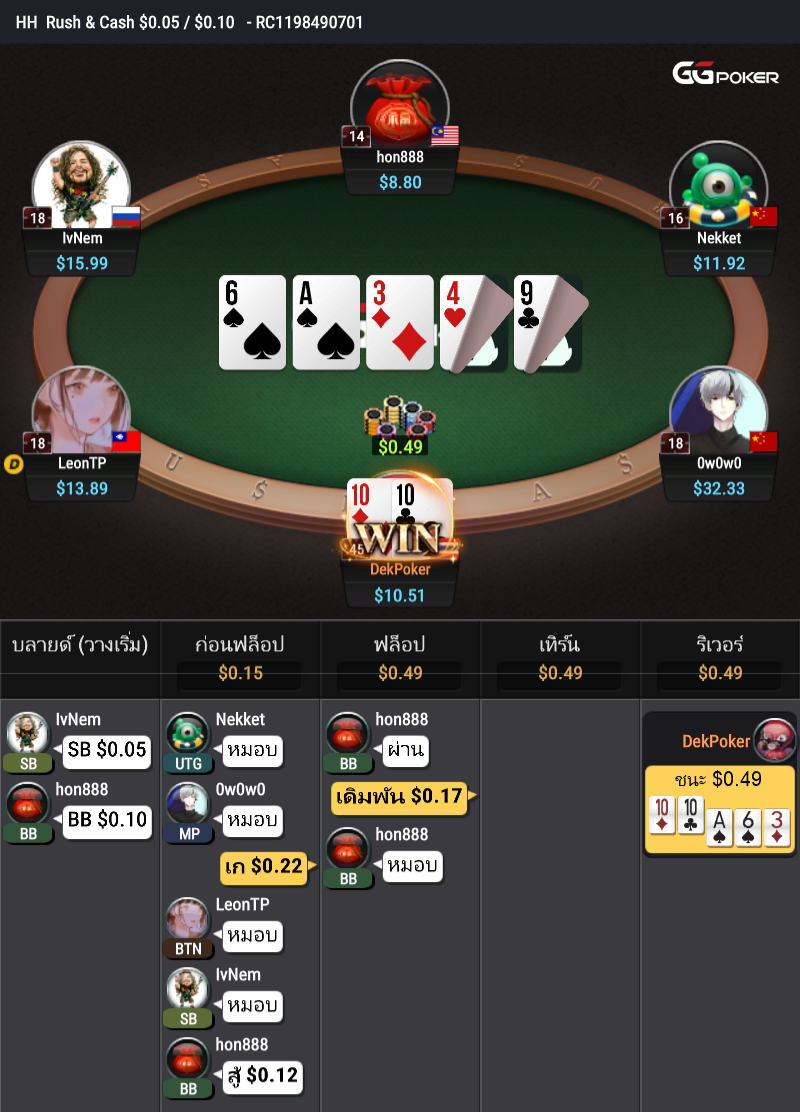 HH Rush & Cash $0.05 / $0.10 - RC1198490701
GGPOKER
14
hon888
$8.80
18
IvNem
$15.99
16
Nekket
$11.92
6 A 3 4 9
$0.49
18
LeonTP
$13.89
D
18
0w0w0
$32.33
U $ A $
10 10
WIN
45
DekPoker
$10.51
บลายด์ (วางเริ่ม)
ก่อนฟล็อป
$0.15
ฟล็อป
$0.49
เทิร์น
$0.49
ริเวอร์
$0.49
IvNem
SB
SB $0.05
hon888
BB
BB $0.10
Nekket
UTG
หมอบ
0w0w0
MP
หมอบ
เก $0.22
LeonTP
BTN
หมอบ
IvNem
SB
หมอบ
hon888
BB
สู้ $0.12
hon888
BB
ผ่าน
เดิมพัน $0.17
hon888
BB
หมอบ
DekPoker
ชนะ $0.49
10 10 A 6 3